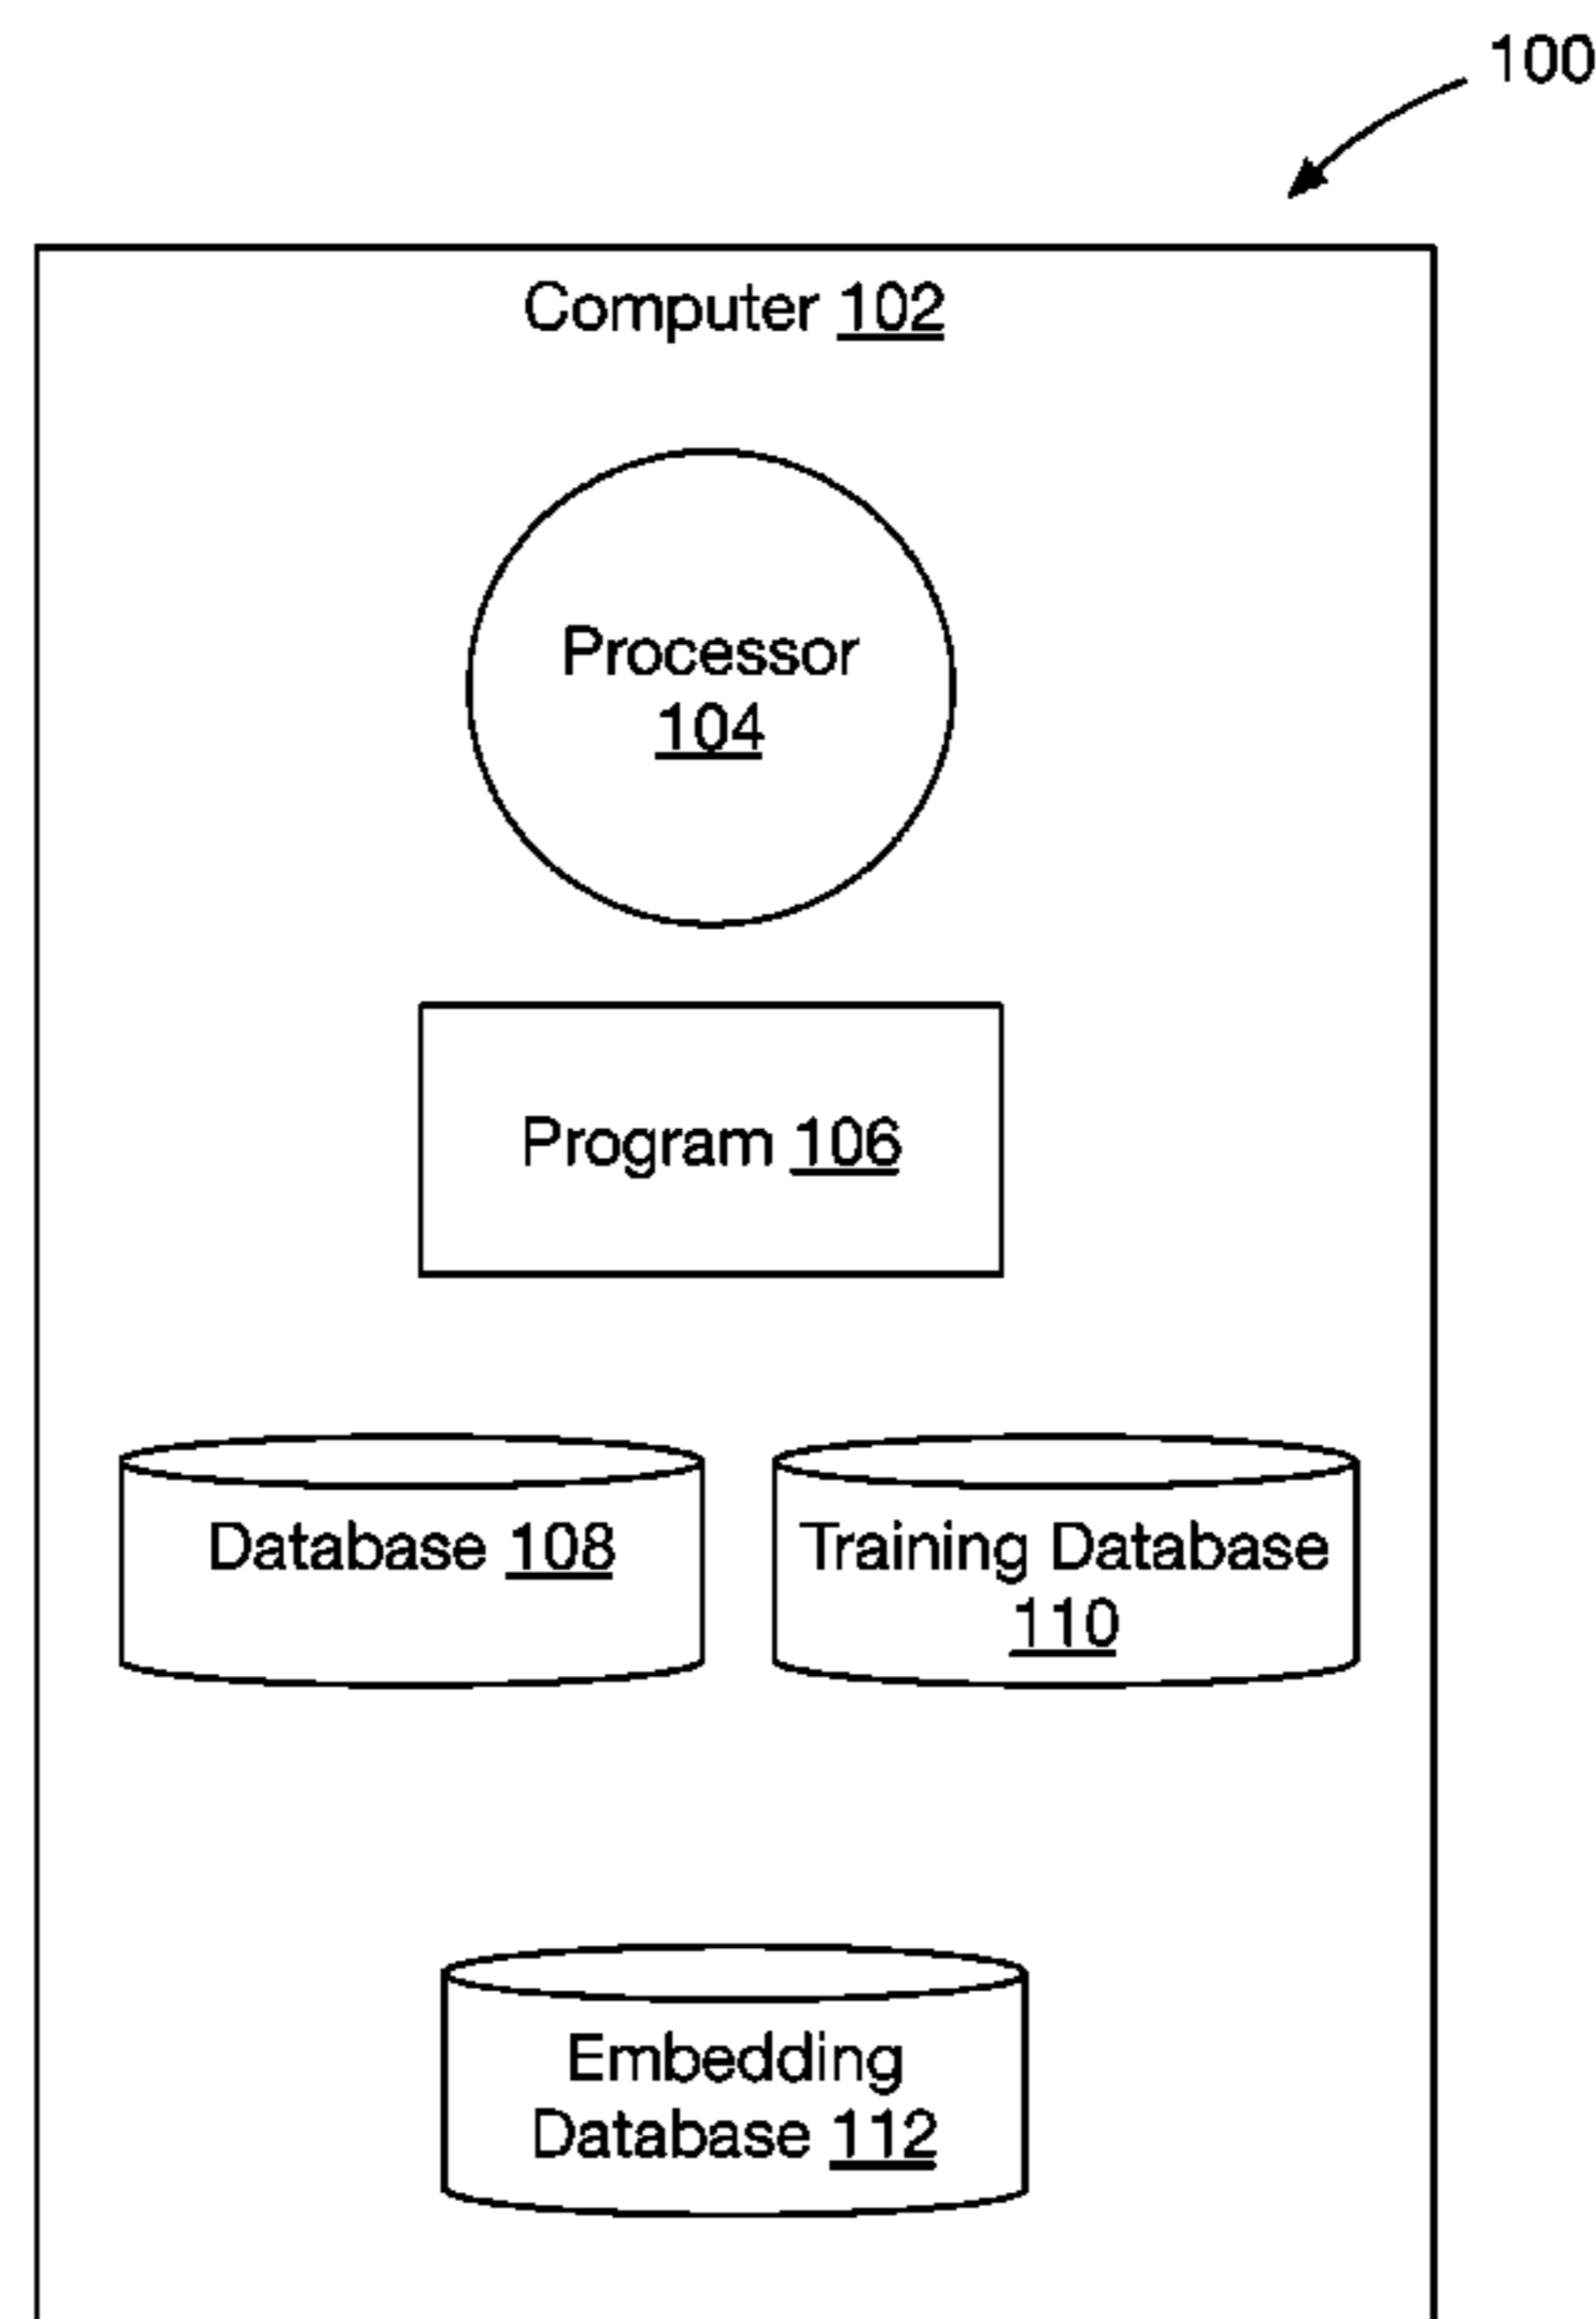 100
Computer 102
Processor
104
Program 106
Database 108
Training Database
110
Embedding
Database 112